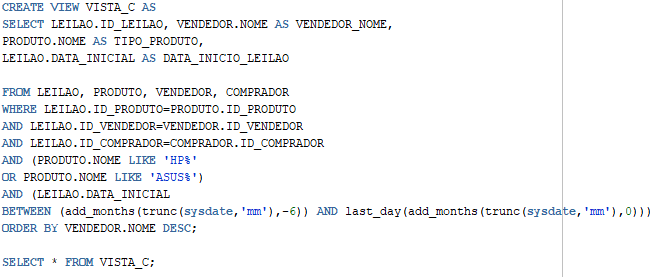 CREATE VIEW VISTA_C AS
SELECT LEILAO.ID_LEILAO, VENDEDOR.NOME AS VENDEDOR_NOME,
PRODUTO.NOME AS TIPO_PRODUTO,
LEILAO.DATA_INICIAL AS DATA_INICIO_LEILAO
FROM LEILAO, PRODUTO, VENDEDOR, COMPRADOR
WHERE LEILAO.ID_PRODUTO=PRODUTO.ID_PRODUTO
AND LEILAO.ID_VENDEDOR=VENDEDOR.ID_VENDEDOR
AND LEILAO.ID_COMPRADOR=COMPRADOR.ID_COMPRADOR
AND (PRODUTO.NOME LIKE 'HP%'
OR PRODUTO.NOME LIKE 'ASUS%')
AND (LEILAO.DATA_INICIAL
BETWEEN (add_months(trunc(sysdate,'mm'),-6)) AND last_day(add_months(trunc(sysdate,'mm'),0)))
ORDER BY VENDEDOR.NOME DESC;
SELECT * FROM VISTA_C;